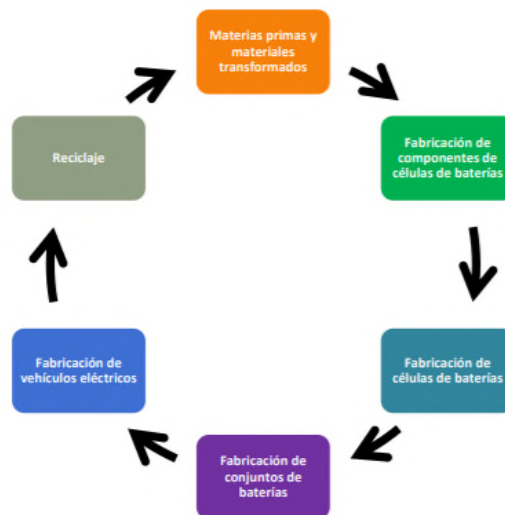 Materias primas y
materiales
transformados
Fabricación de
componentes de
células de baterías
Fabricación de
células de baterías
Fabricación de
conjuntos de
baterías
Fabricación de
vehículos eléctricos
Reciclaje